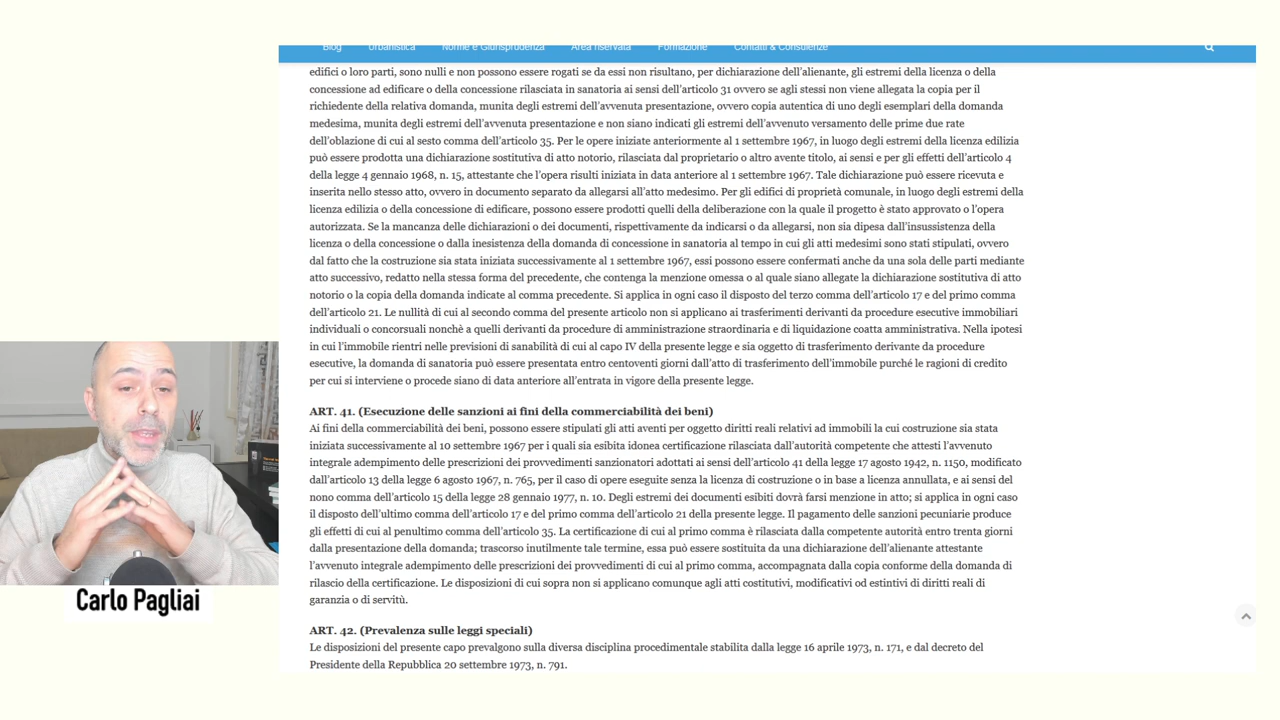 Blog Urbanistica Norme e Giurisprudenza Area riservata Formazione Contatti & Consulenze
edifici o loro parti, sono nulli e non possono essere rogati se da essi non risultano, per dichiarazione dell'alienante, gli estremi della licenza o della
concessione ad edificare o della concessione rilasciata in sanatoria ai sensi dell'articolo 31 ovvero se agli stessi non viene allegata la copia per il
richiedente della relativa domanda, munita degli estremi dell'avvenuta presentazione, ovvero copia autentica di uno degli esemplari della domanda
medesima, munita degli estremi dell'avvenuta presentazione e non siano indicati gli estremi dell'avvenuto versamento delle prime due rate
dell'oblazione di cui al sesto comma dell'articolo 35. Per le opere iniziate anteriormente al 1 settembre 1967, in luogo degli estremi della licenza edilizia
può essere prodotta una dichiarazione sostitutiva di atto notorio, rilasciata dal proprietario o altro avente titolo, ai sensi e per gli effetti dell'articolo 4
della legge 4 gennaio 1968, n. 15, attestante che l'opera risulti iniziata in data anteriore al 1 settembre 1967. Tale dichiarazione può essere ricevuta e
inserita nello stesso atto, ovvero in documento separato da allegarsi all'atto medesimo. Per gli edifici di proprietà comunale, in luogo degli estremi della
licenza edilizia o della concessione di edificare, possono essere prodotti quelli della deliberazione con la quale il progetto è stato approvato o l'opera
autorizzata. Se la mancanza delle dichiarazioni o dei documenti, rispettivamente da indicarsi o da allegarsi, non sia dipesa dall'insussistenza della
licenza o della concessione o dalla inesistenza della domanda di concessione in sanatoria al tempo in cui gli atti medesimi sono stati stipulati, ovvero
dal fatto che la costruzione sia stata iniziata successivamente al 1 settembre 1967, essi possono essere confermati anche da una sola delle parti mediante
atto successivo, redatto nella stessa forma del precedente, che contenga la menzione omessa o al quale siano allegate la dichiarazione sostitutiva di atto
notorio o la copia della domanda indicate al comma precedente. Si applica in ogni caso il disposto del terzo comma dell'articolo 17 e del primo comma
dell'articolo 21. Le nullità di cui al secondo comma del presente articolo non si applicano ai trasferimenti derivanti da procedure esecutive immobiliari
individuali o concorsuali nonchè a quelli derivanti da procedure di amministrazione straordinaria e di liquidazione coatta amministrativa. Nella ipotesi
in cui l'immobile rientri nelle previsioni di sanabilità di cui al capo IV della presente legge e sia oggetto di trasferimento derivante da procedure
esecutive, la domanda di sanatoria può essere presentata entro centoventi giorni dall'atto di trasferimento dell'immobile purché le ragioni di credito
per cui si interviene o procede siano di data anteriore all'entrata in vigore della presente legge.
ART. 41. (Esecuzione delle sanzioni ai fini della commerciabilità dei beni)
Ai fini della commerciabilità dei beni, possono essere stipulati gli atti aventi per oggetto diritti reali relativi ad immobili la cui costruzione sia stata
iniziata successivamente al 10 settembre 1967 per i quali sia esibita idonea certificazione rilasciata dall'autorità competente che attesti l'avvenuto
integrale adempimento delle prescrizioni dei provvedimenti sanzionatori adottati ai sensi dell'articolo 41 della legge 17 agosto 1942, n. 1150, modificato
dall'articolo 13 della legge 6 agosto 1967, n. 765, per il caso di opere eseguite senza la licenza di costruzione o in base a licenza annullata, e ai sensi del
nono comma dell'articolo 15 della legge 28 gennaio 1977, n. 10. Degli estremi dei documenti esibiti dovrà farsi menzione in atto; si applica in ogni caso
il disposto dell'ultimo comma dell'articolo 17 e del primo comma dell'articolo 21 della presente legge. Il pagamento delle sanzioni pecuniarie produce
gli effetti di cui al penultimo comma dell'articolo 35. La certificazione di cui al primo comma è rilasciata dalla competente autorità entro trenta giorni
dalla presentazione della domanda; trascorso inutilmente tale termine, essa può essere sostituita da una dichiarazione dell'alienante attestante
l'avvenuto integrale adempimento delle prescrizioni dei provvedimenti di cui al primo comma, accompagnata dalla copia conforme della domanda di
rilascio della certificazione. Le disposizioni di cui sopra non si applicano comunque agli atti costitutivi, modificativi od estintivi di diritti reali di
garanzia o di servitù.
ART. 42. (Prevalenza sulle leggi speciali)
Le disposizioni del presente capo prevalgono sulla diversa disciplina procedimentale stabilita dalla legge 16 aprile 1973, n. 171, e dal decreto del
Presidente della Repubblica 20 settembre 1973, n. 791.
Carlo Pagliai